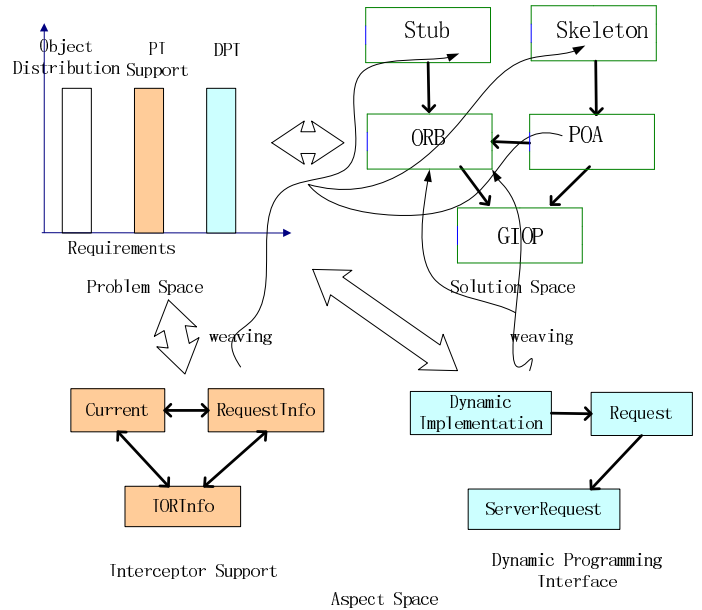 Object
Distribution
PI
Support
DPI
Requirements
Problem Space
Stub
Skeleton
ORB
POA
GIOP
Solution Space
weaving
weaving
Current
RequestInfo
IORInfo
Interceptor Support
Dynamic
Implementation
Request
ServerRequest
Dynamic Programming
Interface
Aspect Space